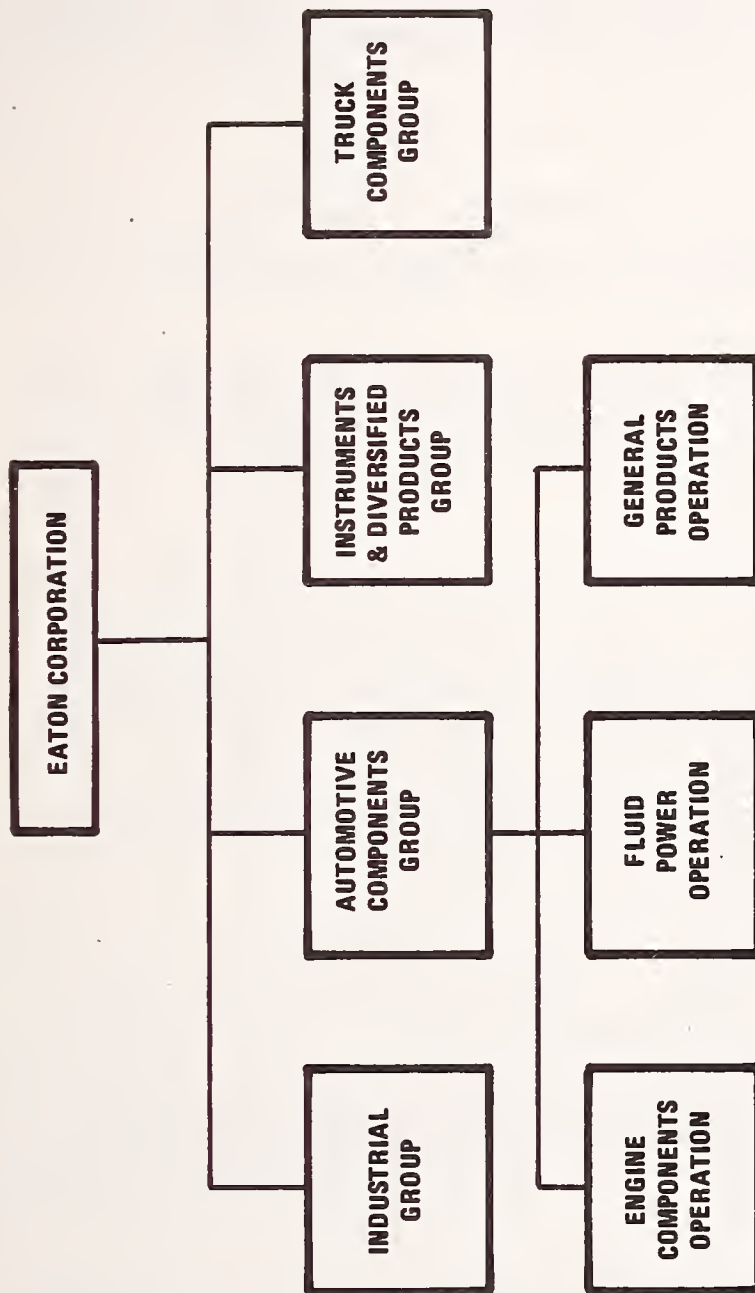 EATON CORPORATION
INDUSTRIAL
GROUP
AUTOMOTIVE
COMPONENTS
GROUP
INSTRUMENTS
& DIVERSIFIED
PRODUCTS
GROUP
TRUCK
COMPONENTS
GROUP
ENGINE
COMPONENTS
OPERATION
FLUID
POWER
OPERATION
GENERAL
PRODUCTS
OPERATION